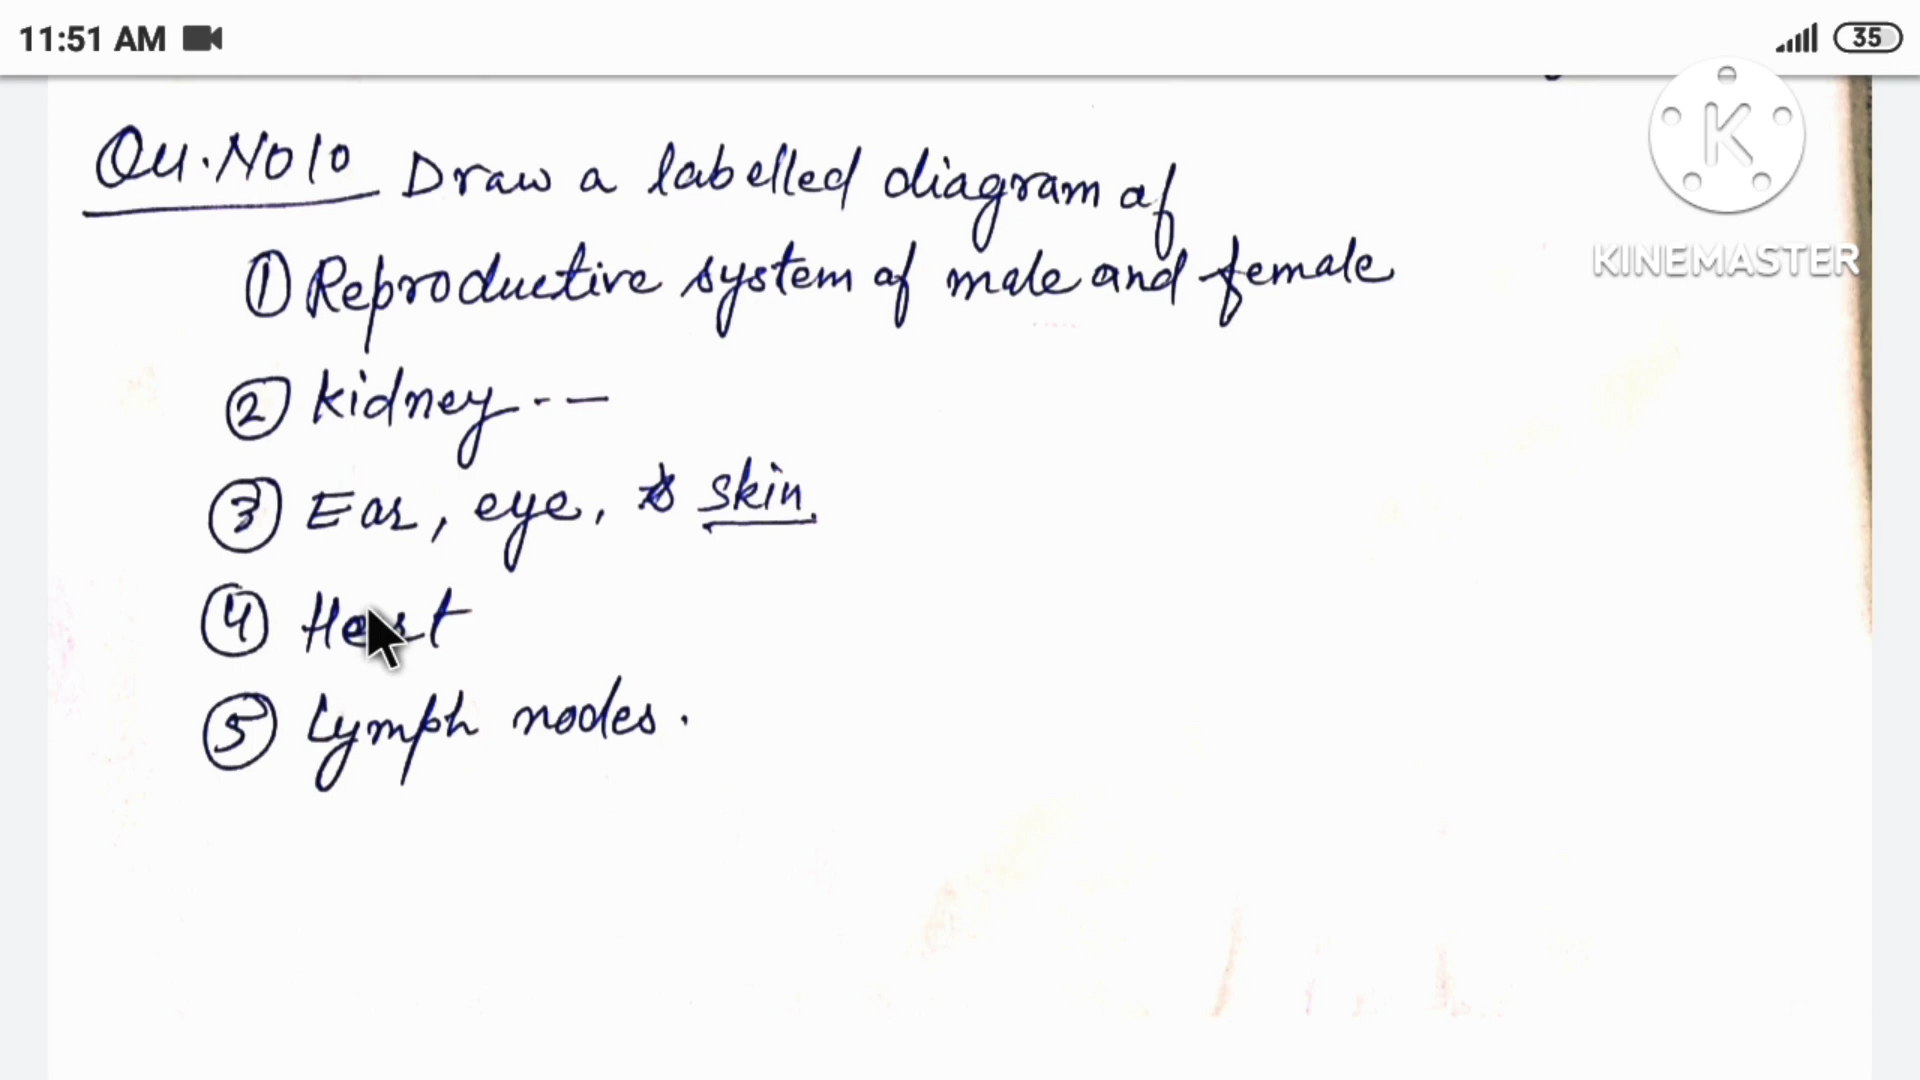 11:51 AM
35
K
KINEMASTER
QU.NO10 Draw a labelled diagram of
① Reproductive system of male and female
② kidney--—
③ Ear, eye, & skin.
④ Heart
⑤ Lymph nodes.